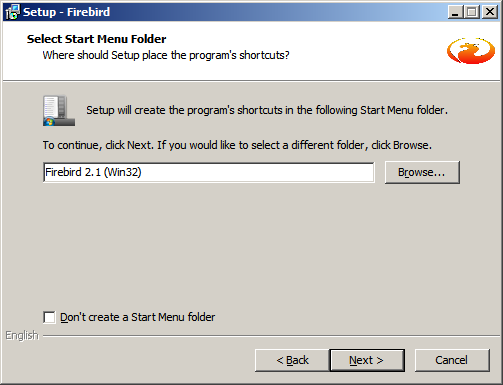 Setup - Firebird
Select Start Menu Folder
Where should Setup place the program's shortcuts?
Setup will create the program's shortcuts in the following Start Menu folder.
To continue, click Next. If you would like to select a different folder, click Browse.
Firebird 2.1 (Win32)
Browse...
Don't create a Start Menu folder
English
< Back
Next >
Cancel